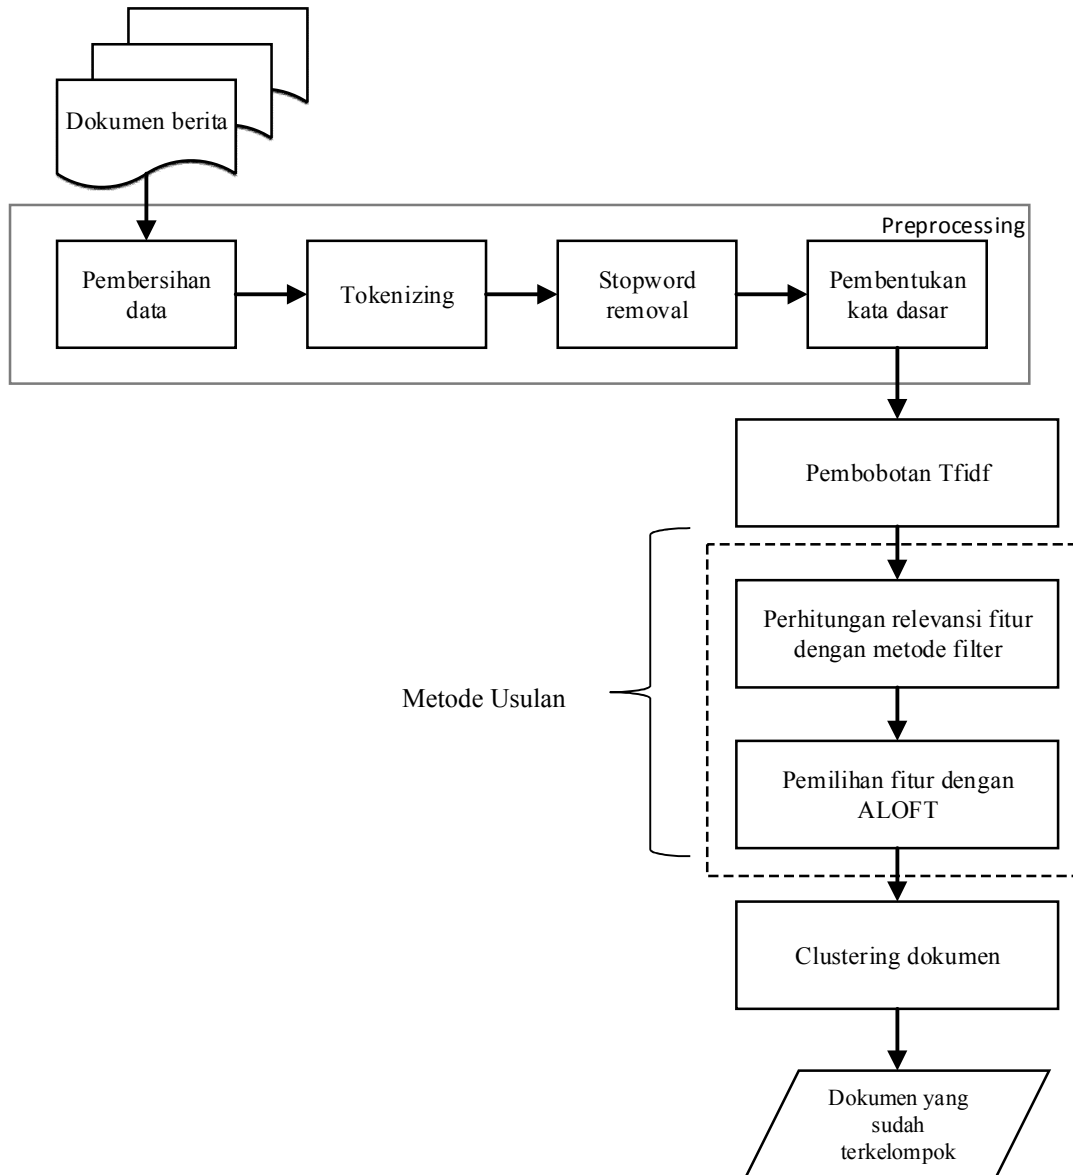 Dokumen berita
Preprocessing
Pembersihan
data
Tokenizing
Stopword
removal
Pembentukan
kata dasar
Pembobotan Tfidf
Perhitungan relevansi fitur
dengan metode filter
Metode Usulan
Pemilihan fitur dengan
ALOFT
Clustering dokumen
Dokumen yang
sudah
terkelompok